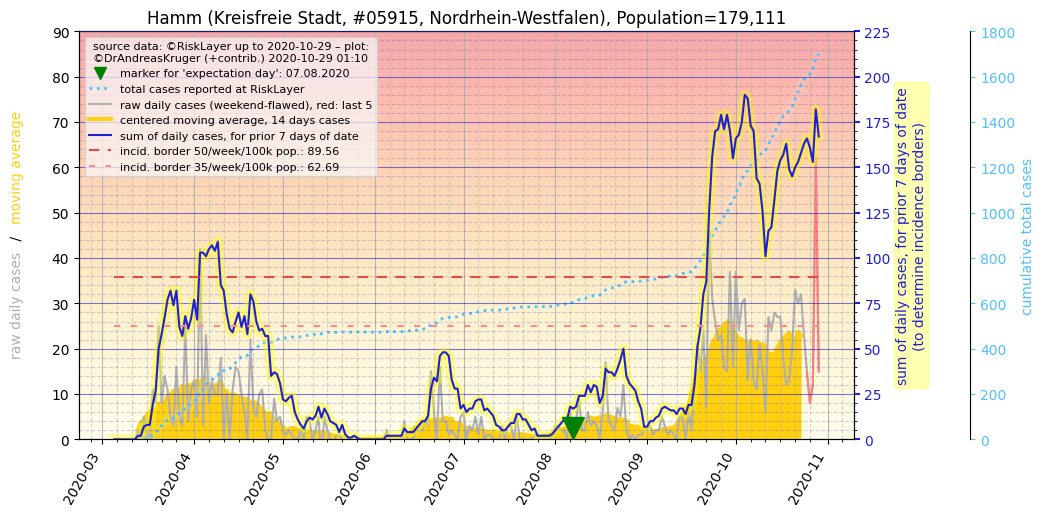 Hamm (Kreisfreie Stadt, #05915, Nordrhein-Westfalen), Population=179,111
source data: ©RiskLayer up to 2020-10-29 – plot:
©DrAndreasKruger (+contrib.) 2020-10-29 01:10
marker for 'expectation day': 07.08.2020
total cases reported at RiskLayer
raw daily cases (weekend-flawed), red: last 5
centered moving average, 14 days cases
sum of daily cases, for prior 7 days of date
incid. border 50/week/100k pop.: 89.56
incid. border 35/week/100k pop.: 62.69
raw daily cases / moving average
90
80
70
60
50
40
30
20
10
0
2020-03
2020-04
2020-05
2020-06
2020-07
2020-08
2020-09
2020-10
2020-11
225
200
175
150
125
100
75
50
25
0
sum of daily cases, for prior 7 days of date
(to determine incidence borders)
1800
1600
1400
1200
1000
800
600
400
200
0
cumulative total cases